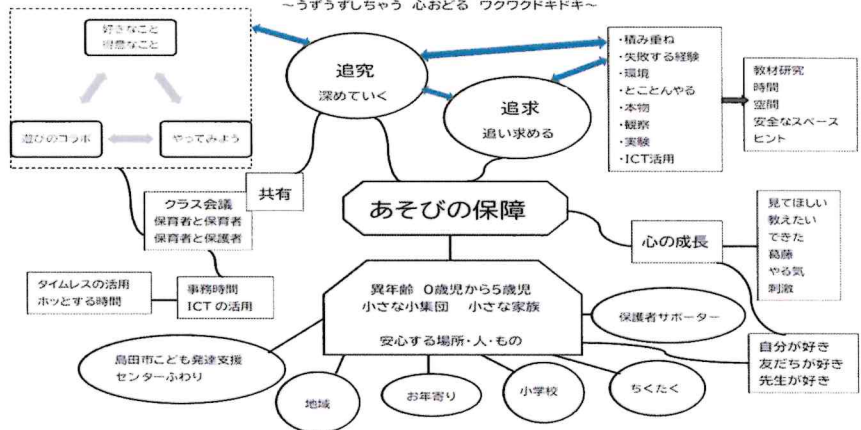 ～うずうずしちゃう 心おどる ワクワクドキドキ～
好きなこと
得意なこと
遊びのコラボ
やってみよう
追究
深めていく
追求
追い求める
・積み重ね
・失敗する経験
・環境
・とことんやる
・本物
・観察
・実験
・ICT活用
教材研究
時間
空間
安全なスペース
ヒント
共有
クラス会議
保育者と保育者
保育者と保護者
あそびの保障
心の成長
見てほしい
教えたい
できた
葛藤
やる気
刺激
タイムレスの活用
ホッとする時間
事務時間
ICTの活用
異年齢 0歳児から5歳児
小さな小集団 小さな家族
安心する場所・人・もの
保護者サポーター
自分が好き
友だちが好き
先生が好き
島田市こども発達支援
センターふわり
地域
お年寄り
小学校
ちくたく